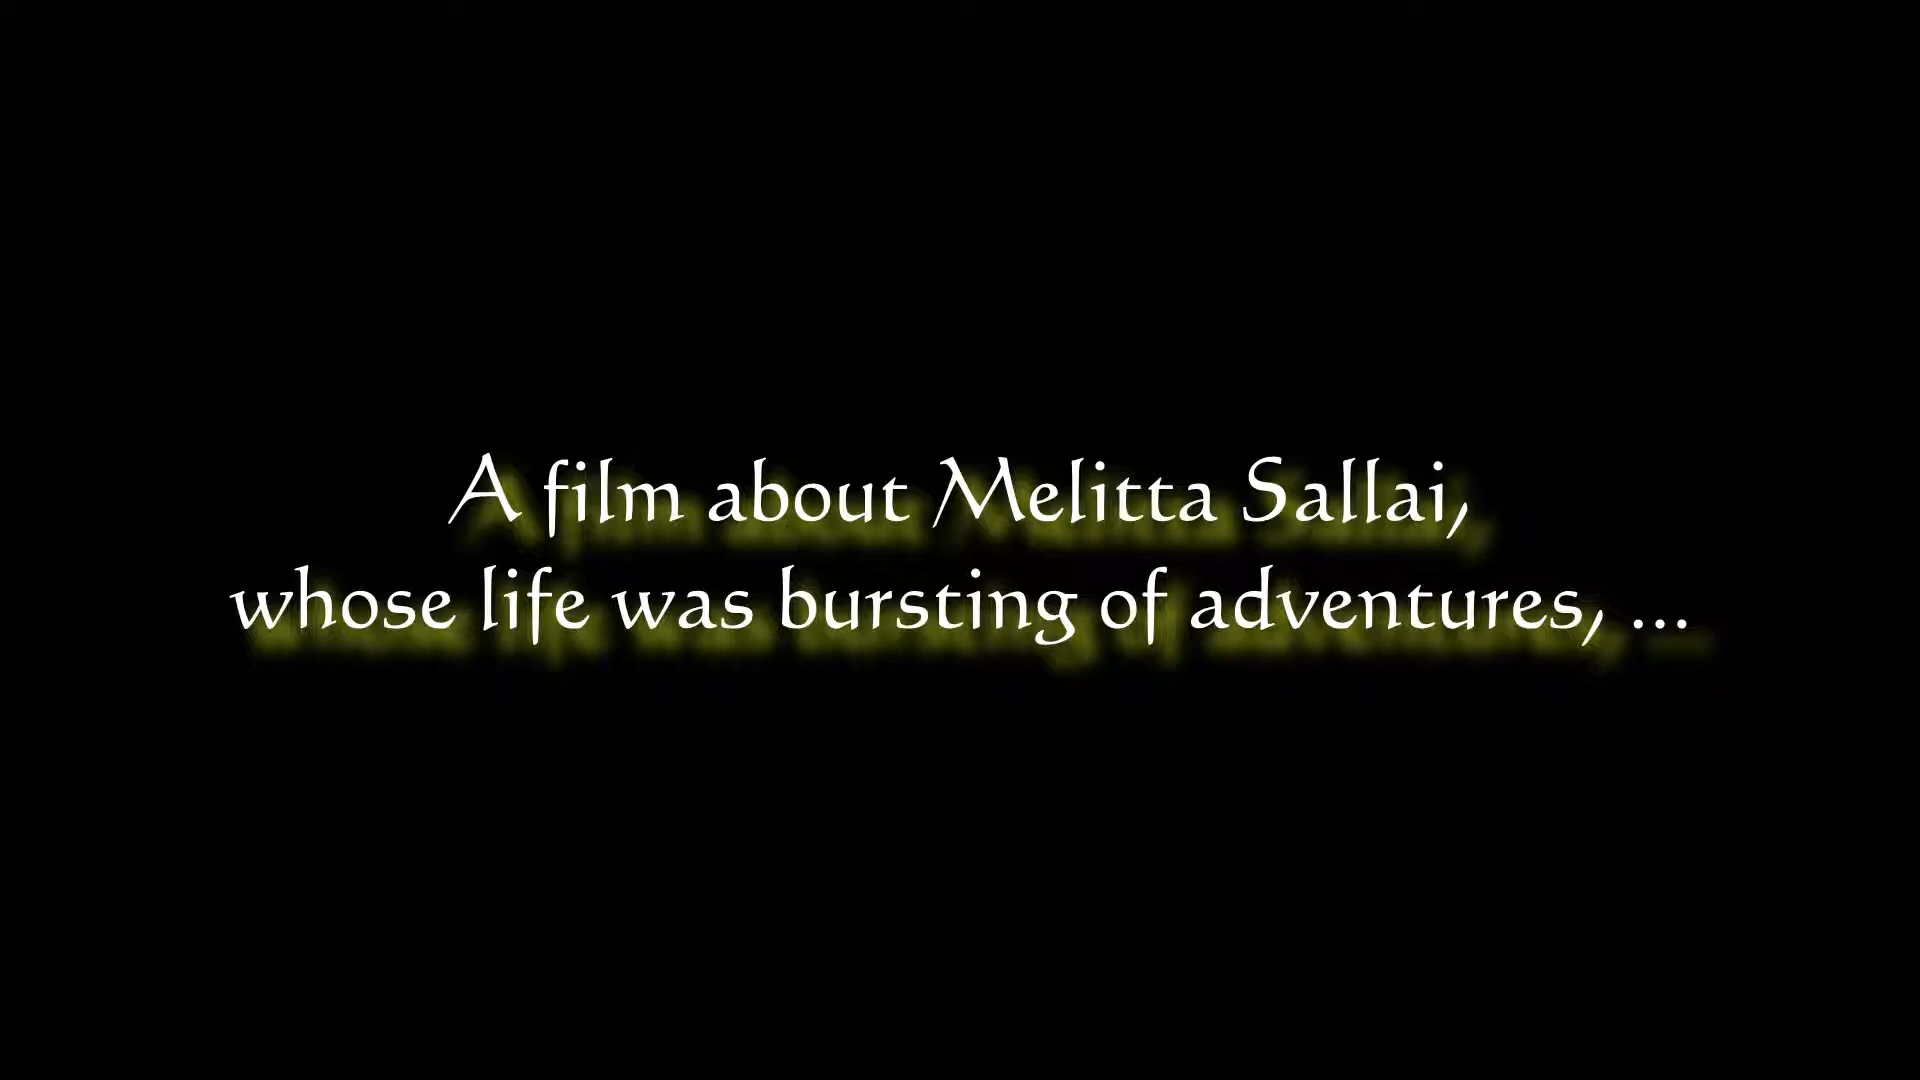 A film about Melitta Sallai,
whose life was bursting of adventures, ...